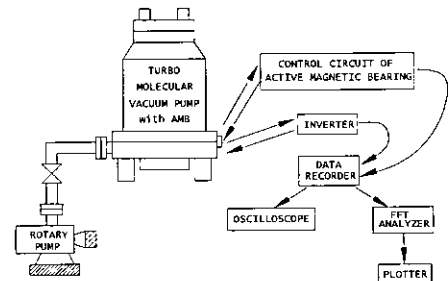 TURBO
MOLECULAR
VACUUM PUMP
with AMB
CONTROL CIRCUIT OF
ACTIVE MAGNETIC BEARING
INVERTER
DATA
RECORDER
OSCILLOSCOPE
FFT
ANALYZER
PLOTTER
ROTARY
PUMP